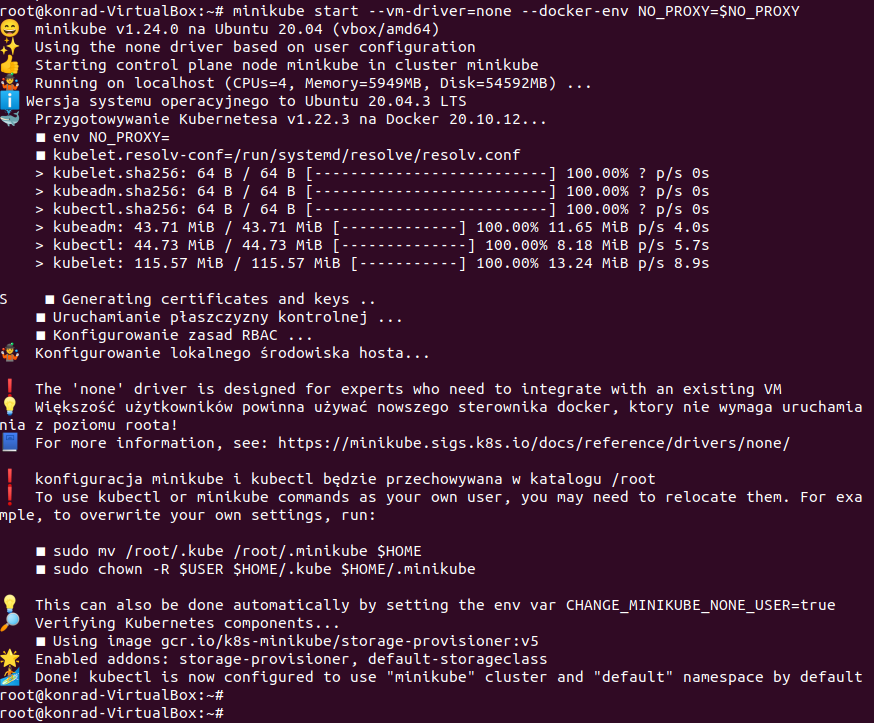 root@konrad-VirtualBox:~# minikube start --vm-driver=none --docker-env NO_PROXY=$NO_PROXY
minikube v1.24.0 na Ubuntu 20.04 (vbox/amd64)
Using the none driver based on user configuration
Starting control plane node minikube in cluster minikube
Running on localhost (CPUs=4, Memory=5949MB, Disk=54592MB) ...
Wersja systemu operacyjnego to Ubuntu 20.04.3 LTS
Przygotowywanie Kubernetesa v1.22.3 na Docker 20.10.12...
■ env NO_PROXY=
■ kubelet.resolv-conf=/run/systemd/resolve/resolv.conf
> kubelet.sha256: 64 B / 64 B [--------------------------] 100.00% ? p/s 0s
> kubeadm.sha256: 64 B / 64 B [--------------------------] 100.00% ? p/s 0s
> kubectl.sha256: 64 B / 64 B [--------------------------] 100.00% ? p/s 0s
> kubeadm: 43.71 MiB / 43.71 MiB [-------------] 100.00% 11.65 MiB p/s 4.0s
> kubectl: 44.73 MiB / 44.73 MiB [--------------] 100.00% 8.18 MiB p/s 5.7s
> kubelet: 115.57 MiB / 115.57 MiB [-----------] 100.00% 13.24 MiB p/s 8.9s
S ■ Generating certificates and keys ..
■ Uruchamianie płaszczyzny kontrolnej ...
■ Konfigurowanie zasad RBAC ...
Konfigurowanie lokalnego środowiska hosta...
The 'none' driver is designed for experts who need to integrate with an existing VM
Większość użytkowników powinna używać nowszego sterownika docker, ktory nie wymaga uruchamia
nia z poziomu roota!
For more information, see: https://minikube.sigs.k8s.io/docs/reference/drivers/none/
konfiguracja minikube i kubectl będzie przechowywana w katalogu /root
To use kubectl or minikube commands as your own user, you may need to relocate them. For exa
mple, to overwrite your own settings, run:
■ sudo mv /root/.kube /root/.minikube $HOME
■ sudo chown -R $USER $HOME/.kube $HOME/.minikube
This can also be done automatically by setting the env var CHANGE_MINIKUBE_NONE_USER=true
Verifying Kubernetes components...
■ Using image gcr.io/k8s-minikube/storage-provisioner:v5
Enabled addons: storage-provisioner, default-storageclass
Done! kubectl is now configured to use "minikube" cluster and "default" namespace by default
root@konrad-VirtualBox:~#
root@konrad-VirtualBox:~#